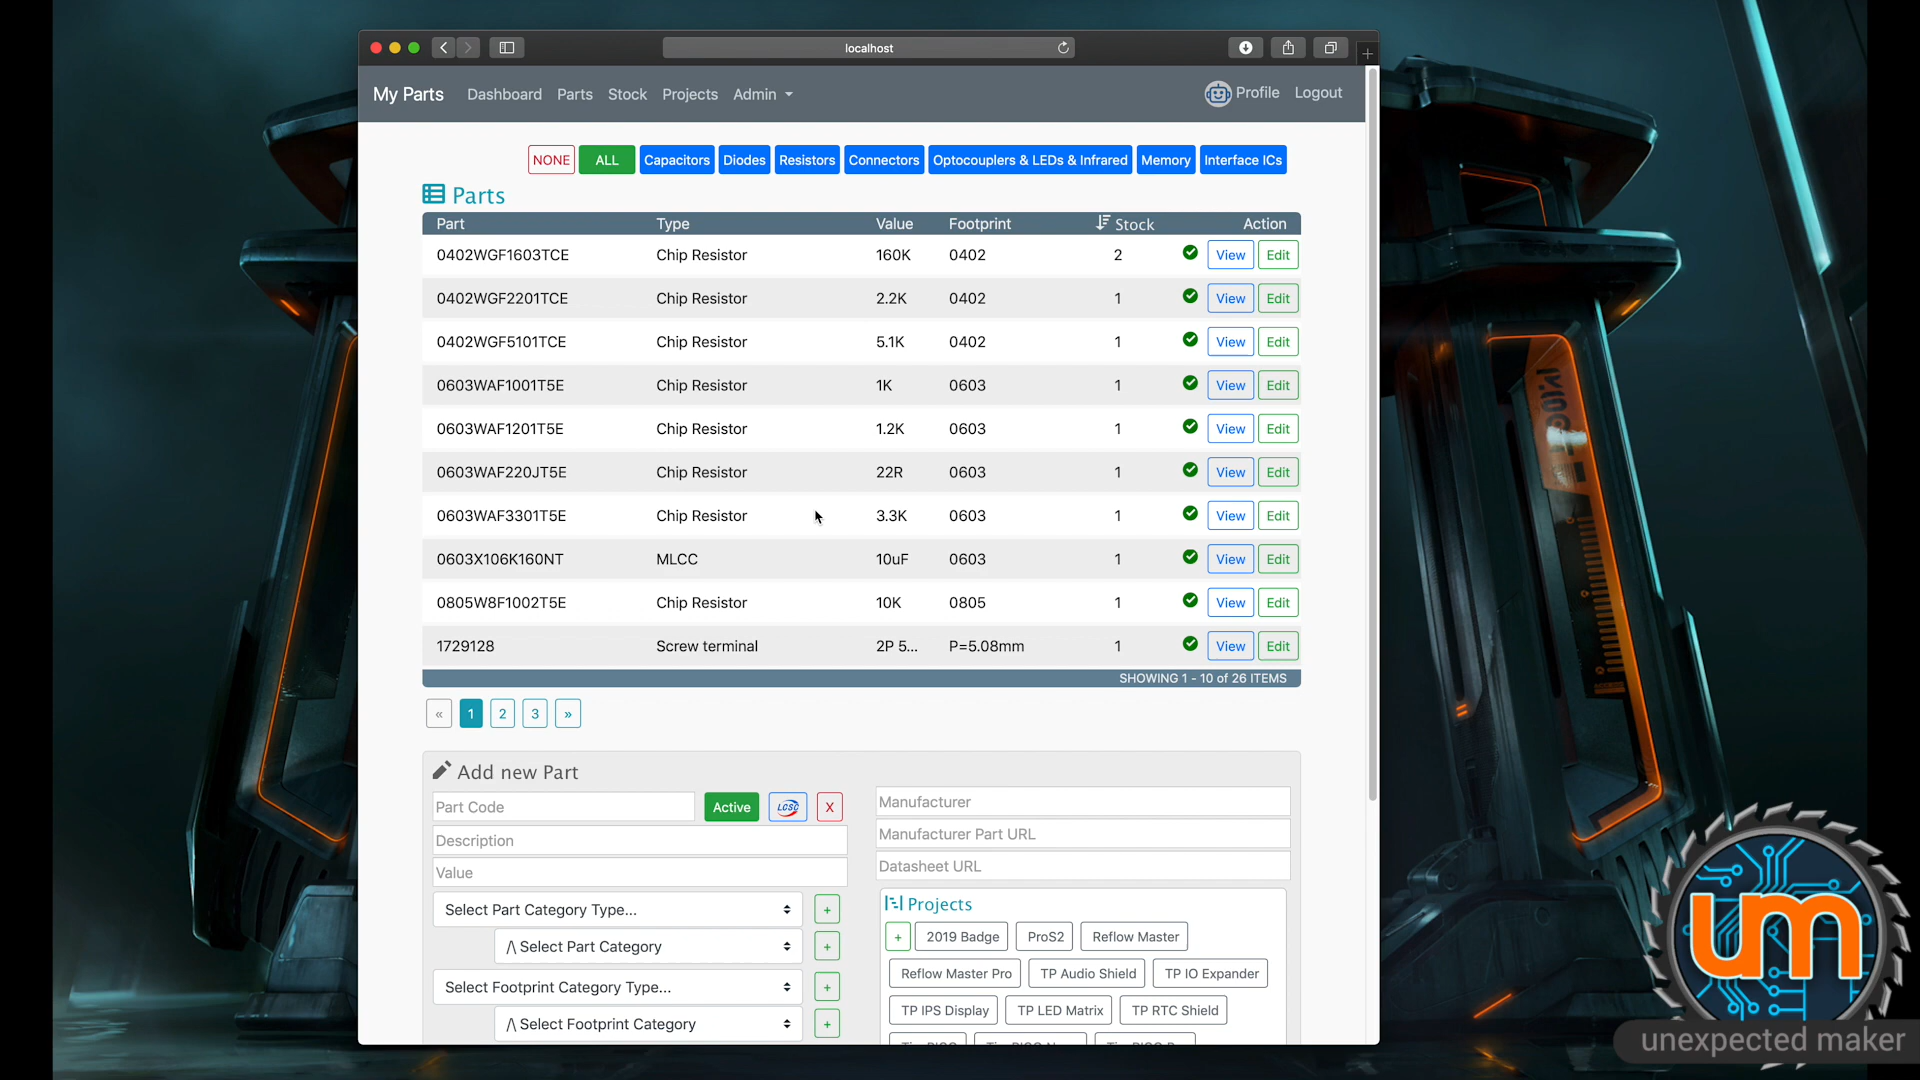 localhost
My Parts Dashboard Parts Stock Projects Admin Profile Logout
NONE ALL Capacitors Diodes Resistors Connectors Optocouplers & LEDs & Infrared Memory Interface ICs
Parts
Part Type Value Footprint Stock Action
0402WGF1603TCE Chip Resistor 160K 0402 2 View Edit
0402WGF2201TCE Chip Resistor 2.2K 0402 1 View Edit
0402WGF5101TCE Chip Resistor 5.1K 0402 1 View Edit
0603WAF1001T5E Chip Resistor 1K 0603 1 View Edit
0603WAF1201T5E Chip Resistor 1.2K 0603 1 View Edit
0603WAF220JT5E Chip Resistor 22R 0603 1 View Edit
0603WAF3301T5E Chip Resistor 3.3K 0603 1 View Edit
0603X106K160NT MLCC 10uF 0603 1 View Edit
0805W8F1002T5E Chip Resistor 10K 0805 1 View Edit
1729128 Screw terminal 2P 5... P=5.08mm 1 View Edit
SHOWING 1 - 10 of 26 ITEMS
« 1 2 3 »
Add new Part
Part Code Active LCSC X
Description
Value
Select Part Category Type... +
/\ Select Part Category +
Select Footprint Category Type... +
/\ Select Footprint Category +
Manufacturer
Manufacturer Part URL
Datasheet URL
Projects
+ 2019 Badge ProS2 Reflow Master
Reflow Master Pro TP Audio Shield TP IO Expander
TP IPS Display TP LED Matrix TP RTC Shield
um
unexpected maker